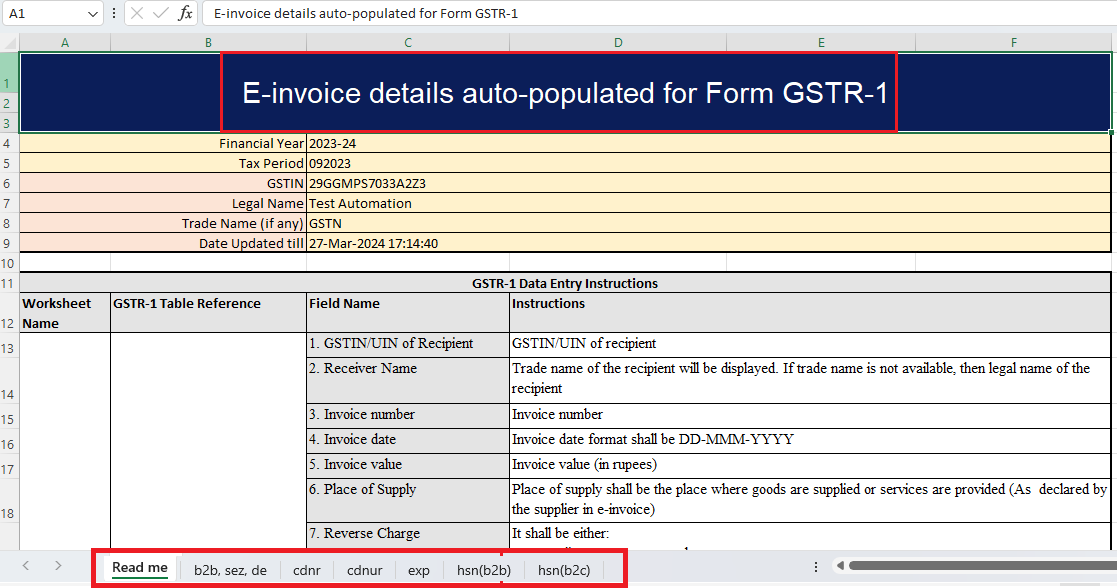 A1
fx
E-invoice details auto-populated for Form GSTR-1
A B C D E F
1
E-invoice details auto-populated for Form GSTR-1
2
3
4 Financial Year 2023-24
5 Tax Period 092023
6 GSTIN 29GGMPS7033A2Z3
7 Legal Name Test Automation
8 Trade Name (if any) GSTN
9 Date Updated till 27-Mar-2024 17:14:40
10
11 GSTR-1 Data Entry Instructions
Worksheet GSTR-1 Table Reference Field Name Instructions
12 Name
13 1. GSTIN/UIN of Recipient GSTIN/UIN of recipient
2. Receiver Name Trade name of the recipient will be displayed. If trade name is not available, then legal name of the
14 recipient
15 3. Invoice number Invoice number
16 4. Invoice date Invoice date format shall be DD-MMM-YYYY
17 5. Invoice value Invoice value (in rupees)
6. Place of Supply Place of supply shall be the place where goods are supplied or services are provided (As declared by
18 the supplier in e-invoice)
7. Reverse Charge It shall be either:
Read me b2b, sez, de cdnr cdnur exp hsn(b2b) hsn(b2c)